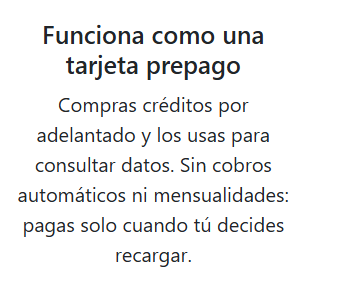 Funciona como una
tarjeta prepago
Compras créditos por
adelantado y los usas para
consultar datos. Sin cobros
automáticos ni mensualidades:
pagas solo cuando tú decides
recargar.